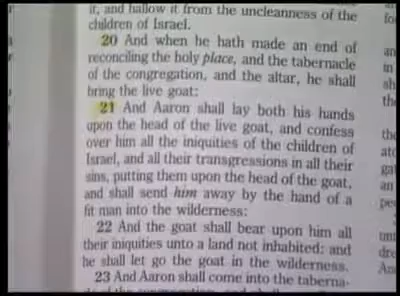 it, and hallow it from the uncleanness of the
children of Israel.
20 And when he hath made an end of
reconciling the holy place, and the tabernacle
of the congregation, and the altar, he shall
bring the live goat:
21 And Aaron shall lay both his hands
upon the head of the live goat, and confess
over him all the iniquities of the children of
Israel, and all their transgressions in all their
sins, putting them upon the head of the goat,
and shall send him away by the hand of a
fit man into the wilderness:
22 And the goat shall bear upon him all
their iniquities unto a land not inhabited: and
he shall let go the goat in the wilderness.
23 And Aaron shall come into the taberna-